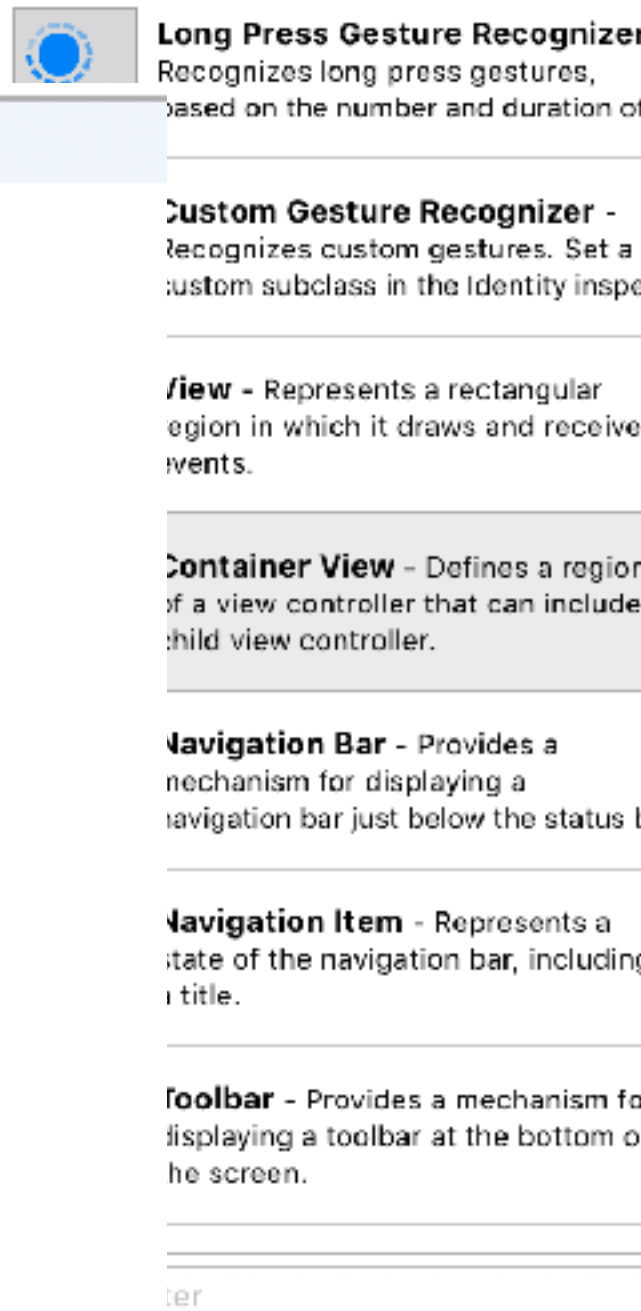 Long Press Gesture Recognizer
Recognizes long press gestures,
based on the number and duration of
Custom Gesture Recognizer -
Recognizes custom gestures. Set a
custom subclass in the Identity inspe
View - Represents a rectangular
region in which it draws and receive
events.
Container View - Defines a region
of a view controller that can include
child view controller.
Navigation Bar - Provides a
mechanism for displaying a
navigation bar just below the status b
Navigation Item - Represents a
state of the navigation bar, including
a title.
Toolbar - Provides a mechanism fo
displaying a toolbar at the bottom o
the screen.
ter